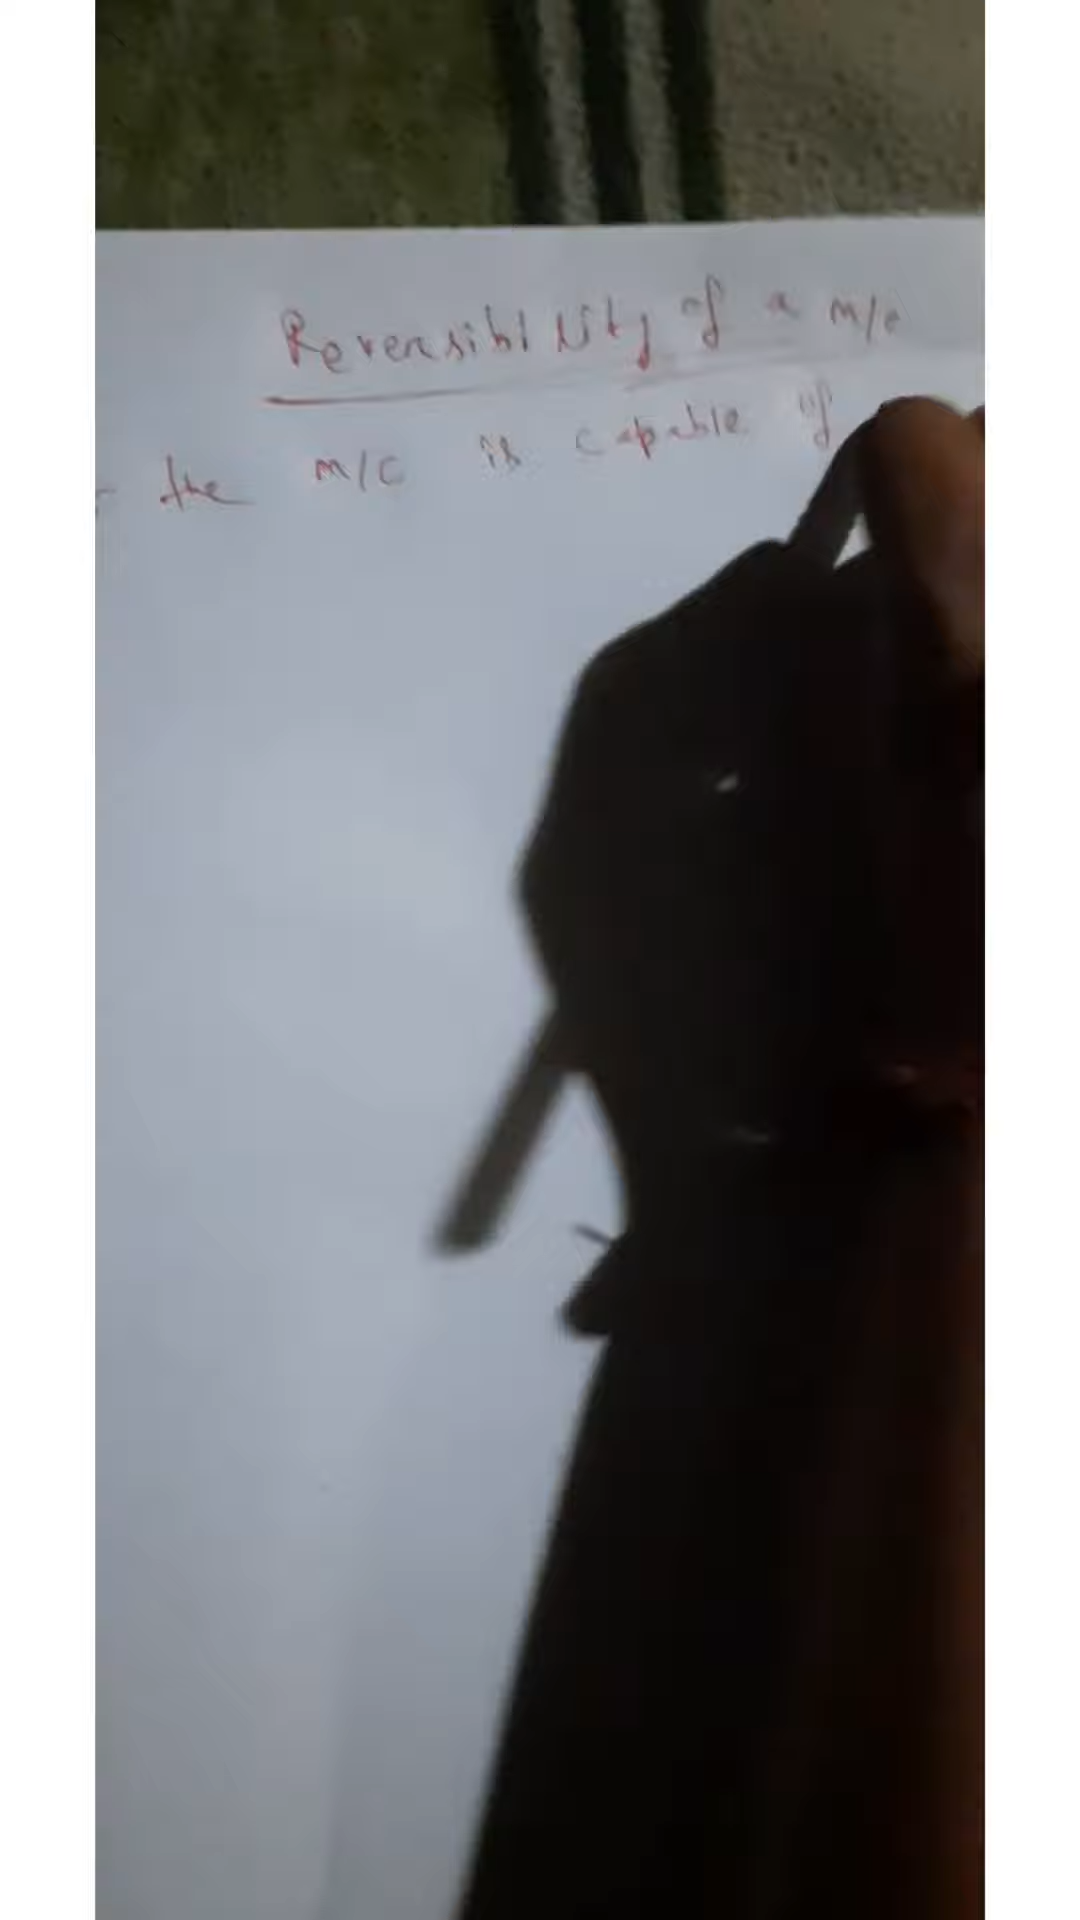 Reversibility of a m/c
the m/c is capable of